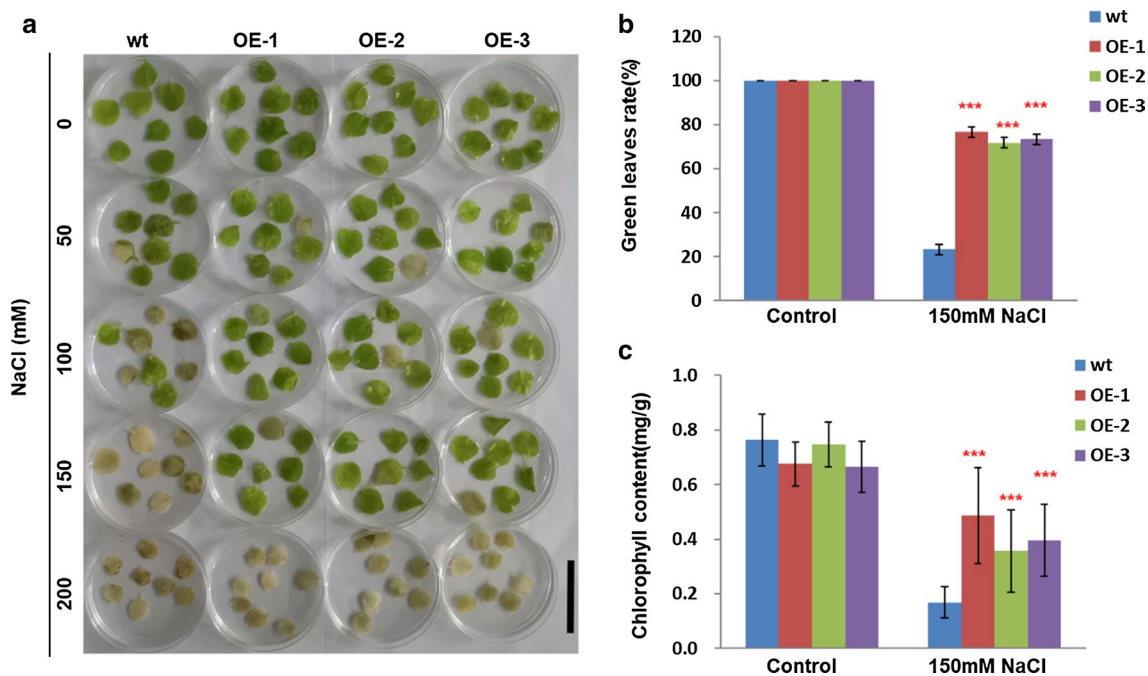 a
wt OE-1 OE-2 OE-3
NaCl (mM)
0
50
100
150
200
b
Green leaves rate(%)
120
100
80
60
40
20
0
*** *** ***
Control 150mM NaCl
wt
OE-1
OE-2
OE-3
c
Chlorophyll content(mg/g)
1.0
0.8
0.6
0.4
0.2
0.0
*** *** ***
Control 150mM NaCl
wt
OE-1
OE-2
OE-3